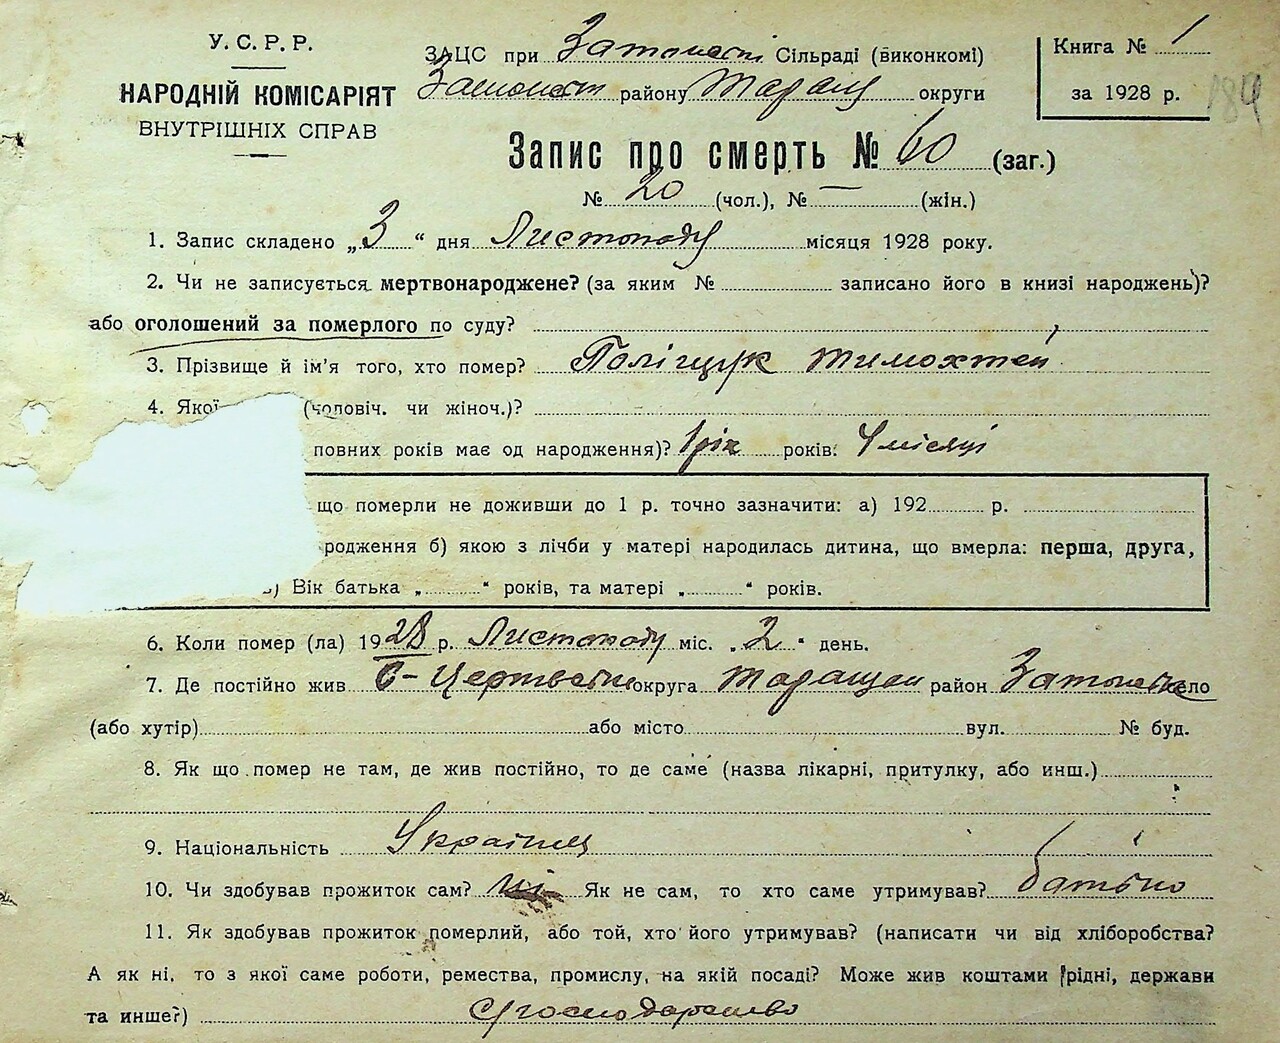 У. С. Р. Р.
НАРОДНІЙ КОМІСАРІЯТ
ВНУТРІШНІХ СПРАВ
ЗАЦС при Сільраді (виконкомі)
району округи
Книга № 1
за 1928 р.
184
Запис про смерть № 60 (заг.)
№ 20 (чол.), № — (жін.)
1. Запис складено „ 3 “ дня Листопаду місяця 1928 року.
2. Чи не записується мертвонароджене? (за яким № записано його в книзі народжень)?
або оголошений за померлого по суду?
3. Прізвище й ім'я того, хто помер? Поліщук Тимохтей
4. Якої (чоловіч. чи жіноч.)?
повних років має од народження)? 1 рік років. 4 місяці
що померли не доживши до 1 р. точно зазначити: а) 192 р.
родження б) якою з лічби у матері народилась дитина, що вмерла: перша, друга,
) Вік батька „ “ років, та матері „ “ років.
6. Коли помер (ла) 1928 р. Листопаду міс. „ 2 “ день.
7. Де постійно жив округа район село
(або хутір) або місто вул. № буд.
8. Як що помер не там, де жив постійно, то де саме (назва лікарні, притулку, або инш.)
9. Національність Українец
10. Чи здобував прожиток сам? ні Як не сам, то хто саме утримував? батько
11. Як здобував прожиток померлий, або той, хто його утримував? (написати чи від хліборобства?
А як ні, то з якої саме роботи, ремества, промислу, на якій посаді? Може жив коштами рідні, держави
та инше?)